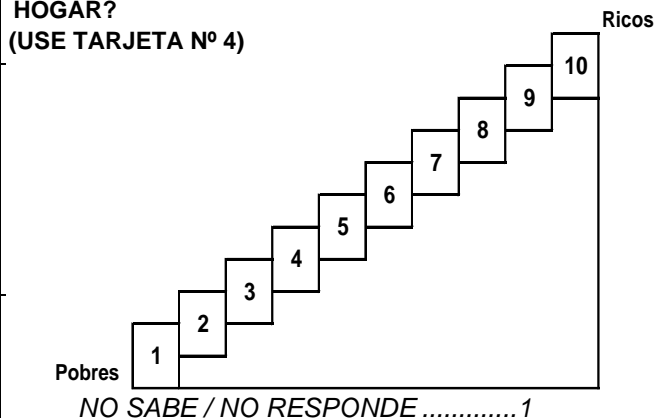 HOGAR?
(USE TARJETA Nº 4)
Ricos
10
9
8
7
6
5
4
3
2
1
Pobres
NO SABE / NO RESPONDE .............1